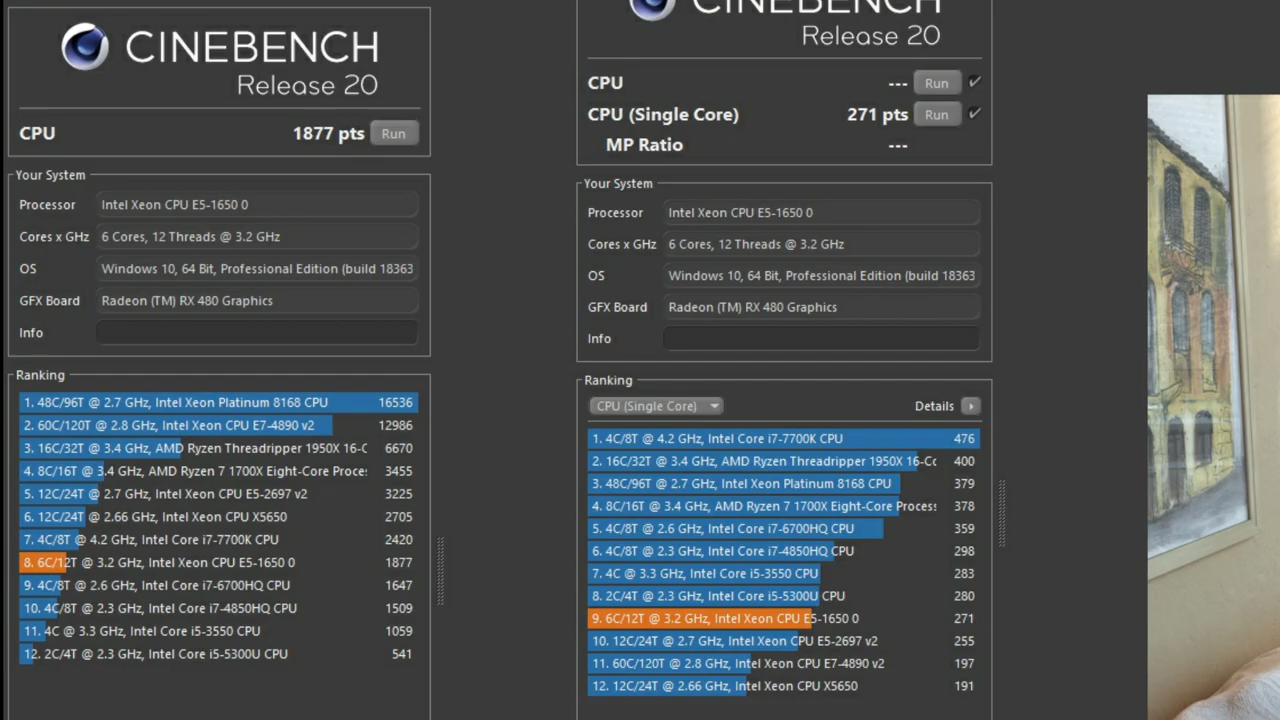 CINEBENCH
Release 20
CPU 1877 pts Run
Your System
Processor Intel Xeon CPU E5-1650 0
Cores x GHz 6 Cores, 12 Threads @ 3.2 GHz
OS Windows 10, 64 Bit, Professional Edition (build 18363
GFX Board Radeon (TM) RX 480 Graphics
Info
Ranking
1. 48C/96T @ 2.7 GHz, Intel Xeon Platinum 8168 CPU 16536
2. 60C/120T @ 2.8 GHz, Intel Xeon CPU E7-4890 v2 12986
3. 16C/32T @ 3.4 GHz, AMD Ryzen Threadripper 1950X 16-C 6670
4. 8C/16T @ 3.4 GHz, AMD Ryzen 7 1700X Eight-Core Proces 3455
5. 12C/24T @ 2.7 GHz, Intel Xeon CPU E5-2697 v2 3225
6. 12C/24T @ 2.66 GHz, Intel Xeon CPU X5650 2705
7. 4C/8T @ 4.2 GHz, Intel Core i7-7700K CPU 2420
8. 6C/12T @ 3.2 GHz, Intel Xeon CPU E5-1650 0 1877
9. 4C/8T @ 2.6 GHz, Intel Core i7-6700HQ CPU 1647
10. 4C/8T @ 2.3 GHz, Intel Core i7-4850HQ CPU 1509
11. 4C @ 3.3 GHz, Intel Core i5-3550 CPU 1059
12. 2C/4T @ 2.3 GHz, Intel Core i5-5300U CPU 541
CINEBENCH
Release 20
CPU --- Run
CPU (Single Core) 271 pts Run
MP Ratio ---
Your System
Processor Intel Xeon CPU E5-1650 0
Cores x GHz 6 Cores, 12 Threads @ 3.2 GHz
OS Windows 10, 64 Bit, Professional Edition (build 18363
GFX Board Radeon (TM) RX 480 Graphics
Info
Ranking
CPU (Single Core) Details
1. 4C/8T @ 4.2 GHz, Intel Core i7-7700K CPU 476
2. 16C/32T @ 3.4 GHz, AMD Ryzen Threadripper 1950X 16-Co 400
3. 48C/96T @ 2.7 GHz, Intel Xeon Platinum 8168 CPU 379
4. 8C/16T @ 3.4 GHz, AMD Ryzen 7 1700X Eight-Core Process 378
5. 4C/8T @ 2.6 GHz, Intel Core i7-6700HQ CPU 359
6. 4C/8T @ 2.3 GHz, Intel Core i7-4850HQ CPU 298
7. 4C @ 3.3 GHz, Intel Core i5-3550 CPU 283
8. 2C/4T @ 2.3 GHz, Intel Core i5-5300U CPU 280
9. 6C/12T @ 3.2 GHz, Intel Xeon CPU E5-1650 0 271
10. 12C/24T @ 2.7 GHz, Intel Xeon CPU E5-2697 v2 255
11. 60C/120T @ 2.8 GHz, Intel Xeon CPU E7-4890 v2 197
12. 12C/24T @ 2.66 GHz, Intel Xeon CPU X5650 191